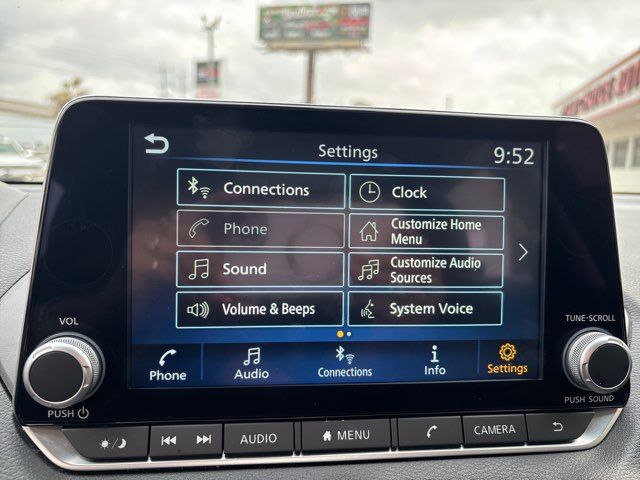 Settings
9:52
Connections
Clock
Phone
Customize Home
Menu
Sound
Customize Audio
Sources
Volume & Beeps
System Voice
Phone
Audio
Connections
Info
Settings
VOL
PUSH
TUNE·SCROLL
PUSH SOUND
AUDIO
MENU
CAMERA